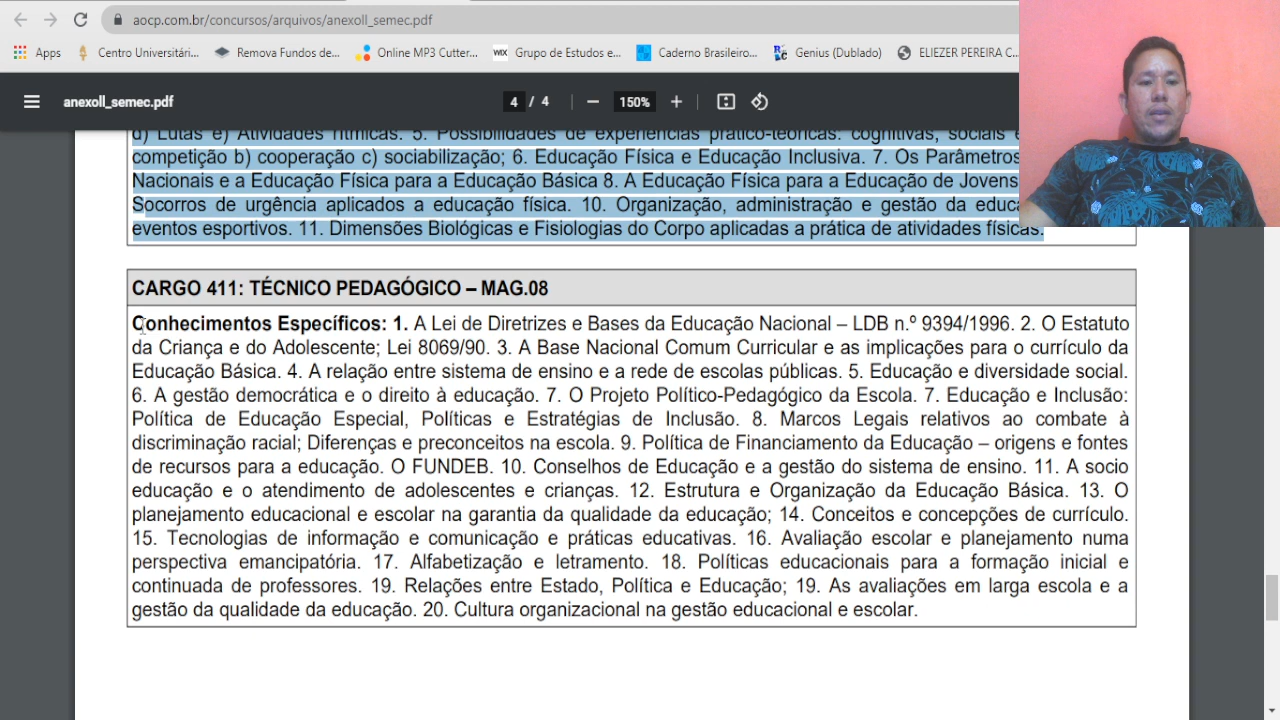 aocp.com.br/concursos/arquivos/anexoll_semec.pdf
Apps Centro Universitári... Remova Fundos de... Online MP3 Cutter... WIX Grupo de Estudos e... Caderno Brasileiro... Genius (Dublado) ELIEZER PEREIRA C...
anexoll_semec.pdf 4 / 4 150%
d) Lutas e) Atividades rítmicas. 5. Possibilidades de experiências prático-teóricas: cognitivas, sociais
competição b) cooperação c) sociabilização; 6. Educação Física e Educação Inclusiva. 7. Os Parâmetros
Nacionais e a Educação Física para a Educação Básica 8. A Educação Física para a Educação de Jovens
Socorros de urgência aplicados a educação física. 10. Organização, administração e gestão da educa
eventos esportivos. 11. Dimensões Biológicas e Fisiologias do Corpo aplicadas a prática de atividades físicas.
CARGO 411: TÉCNICO PEDAGÓGICO – MAG.08
Conhecimentos Específicos: 1. A Lei de Diretrizes e Bases da Educação Nacional – LDB n.º 9394/1996. 2. O Estatuto
da Criança e do Adolescente; Lei 8069/90. 3. A Base Nacional Comum Curricular e as implicações para o currículo da
Educação Básica. 4. A relação entre sistema de ensino e a rede de escolas públicas. 5. Educação e diversidade social.
6. A gestão democrática e o direito à educação. 7. O Projeto Político-Pedagógico da Escola. 7. Educação e Inclusão:
Política de Educação Especial, Políticas e Estratégias de Inclusão. 8. Marcos Legais relativos ao combate à
discriminação racial; Diferenças e preconceitos na escola. 9. Política de Financiamento da Educação – origens e fontes
de recursos para a educação. O FUNDEB. 10. Conselhos de Educação e a gestão do sistema de ensino. 11. A socio
educação e o atendimento de adolescentes e crianças. 12. Estrutura e Organização da Educação Básica. 13. O
planejamento educacional e escolar na garantia da qualidade da educação; 14. Conceitos e concepções de currículo.
15. Tecnologias de informação e comunicação e práticas educativas. 16. Avaliação escolar e planejamento numa
perspectiva emancipatória. 17. Alfabetização e letramento. 18. Políticas educacionais para a formação inicial e
continuada de professores. 19. Relações entre Estado, Política e Educação; 19. As avaliações em larga escola e a
gestão da qualidade da educação. 20. Cultura organizacional na gestão educacional e escolar.